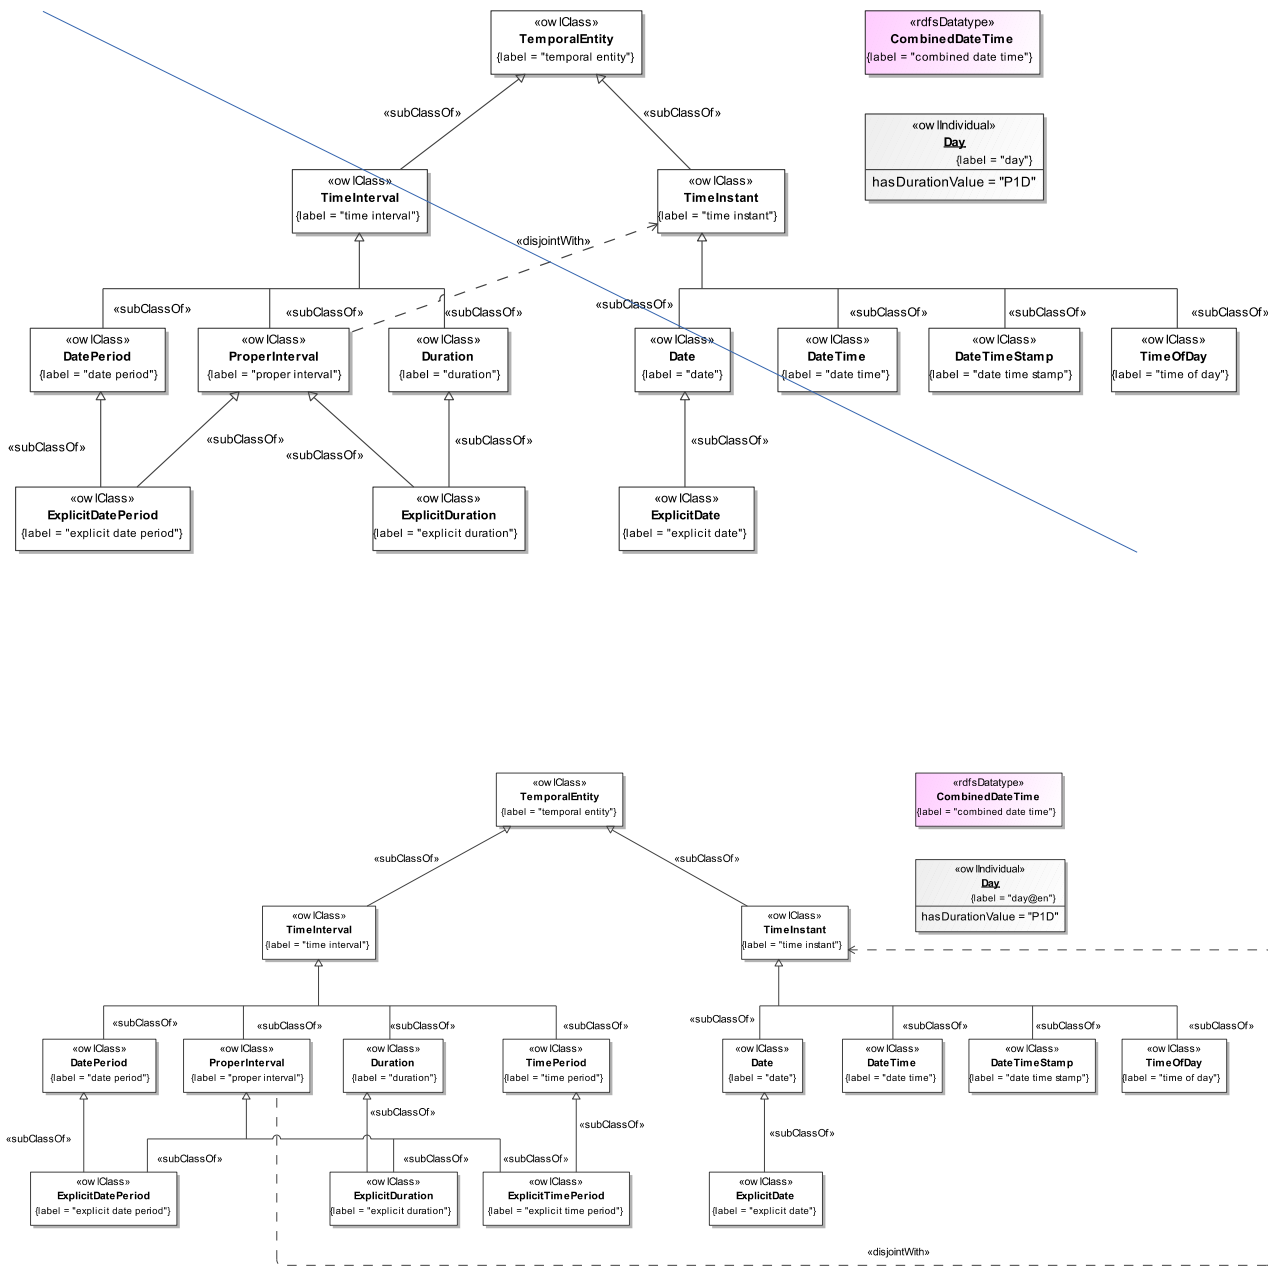 «owlClass»
TemporalEntity
{label = "temporal entity"}
«rdfsDatatype»
CombinedDateTime
{label = "combined date time"}
«subClassOf»
«subClassOf»
«owlIndividual»
Day
{label = "day"}
hasDurationValue = "P1D"
«owlClass»
TimeInterval
{label = "time interval"}
«owlClass»
TimeInstant
{label = "time instant"}
«disjointWith»
«subClassOf»
«subClassOf»
«subClassOf»
«subClassOf»
«subClassOf»
«subClassOf»
«subClassOf»
«owlClass»
DatePeriod
{label = "date period"}
«owlClass»
ProperInterval
{label = "proper interval"}
«owlClass»
Duration
{label = "duration"}
«owlClass»
Date
{label = "date"}
«owlClass»
DateTime
{label = "date time"}
«owlClass»
DateTimeStamp
{label = "date time stamp"}
«owlClass»
TimeOfDay
{label = "time of day"}
«subClassOf»
«subClassOf»
«subClassOf»
«subClassOf»
«subClassOf»
«owlClass»
ExplicitDatePeriod
{label = "explicit date period"}
«owlClass»
ExplicitDuration
{label = "explicit duration"}
«owlClass»
ExplicitDate
{label = "explicit date"}
«owlClass»
TemporalEntity
{label = "temporal entity"}
«rdfsDatatype»
CombinedDateTime
{label = "combined date time"}
«subClassOf»
«subClassOf»
«owlIndividual»
Day
{label = "day@en"}
hasDurationValue = "P1D"
«owlClass»
TimeInterval
{label = "time interval"}
«owlClass»
TimeInstant
{label = "time instant"}
«subClassOf»
«subClassOf»
«subClassOf»
«subClassOf»
«subClassOf»
«subClassOf»
«subClassOf»
«subClassOf»
«owlClass»
DatePeriod
{label = "date period"}
«owlClass»
ProperInterval
{label = "proper interval"}
«owlClass»
Duration
{label = "duration"}
«owlClass»
TimePeriod
{label = "time period"}
«owlClass»
Date
{label = "date"}
«owlClass»
DateTime
{label = "date time"}
«owlClass»
DateTimeStamp
{label = "date time stamp"}
«owlClass»
TimeOfDay
{label = "time of day"}
«subClassOf»
«subClassOf»
«subClassOf»
«subClassOf»
«subClassOf»
«subClassOf»
«subClassOf»
«owlClass»
ExplicitDatePeriod
{label = "explicit date period"}
«owlClass»
ExplicitDuration
{label = "explicit duration"}
«owlClass»
ExplicitTimePeriod
{label = "explicit time period"}
«owlClass»
ExplicitDate
{label = "explicit date"}
«disjointWith»